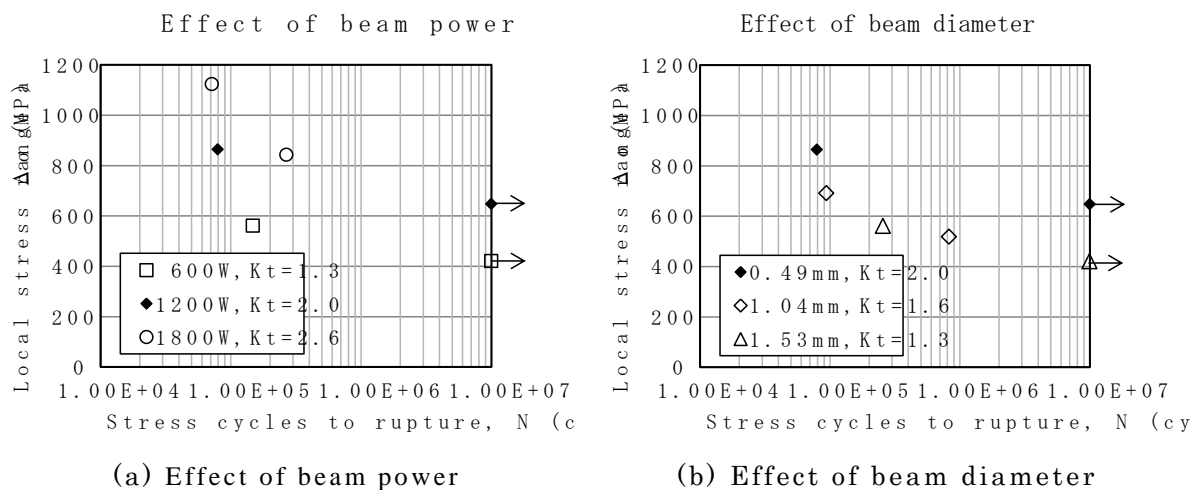 Effect of beam power
Local stress
1200
1000
800
600
400
200
0
600W,Kt=1.3
1200W,Kt=2.0
1800W,Kt=2.6
1.00E+04
1.00E+05
1.00E+06
1.00E+07
Stress cycles to rupture, N (c
(a) Effect of beam power
Effect of beam diameter
Local stress
1200
1000
800
600
400
200
0
0.49mm,Kt=2.0
1.04mm,Kt=1.6
1.53mm,Kt=1.3
1.00E+04
1.00E+05
1.00E+06
1.00E+07
Stress cycles to rupture, N (cy
(b) Effect of beam diameter